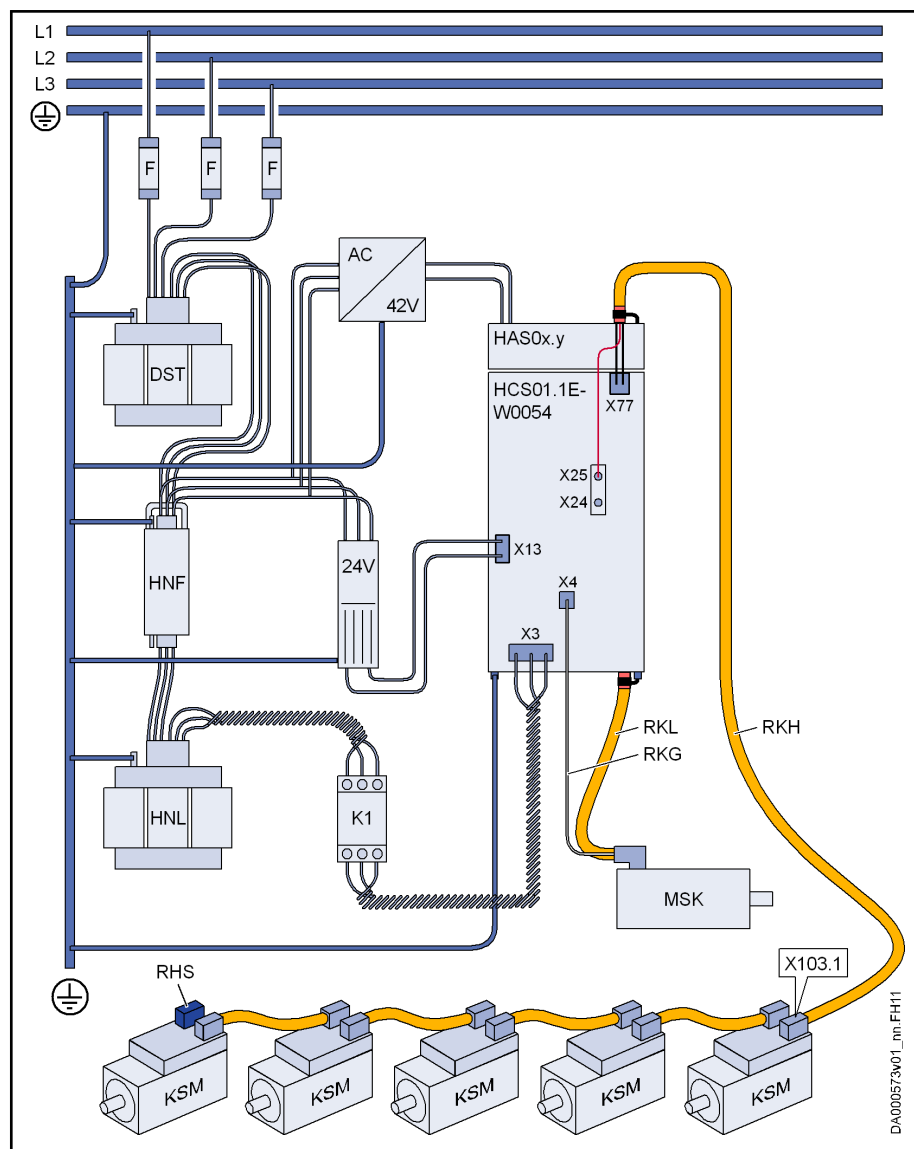 L1
L2
L3
F
F
F
AC
42V
HAS0x.y
DST
HCS01.1E-
W0054
X77
X25
X24
X13
24V
HNF
X4
X3
RKL
RKH
RKG
HNL
K1
MSK
RHS
X103.1
KSM
KSM
KSM
KSM
KSM
DA000573v01_nn.FH11